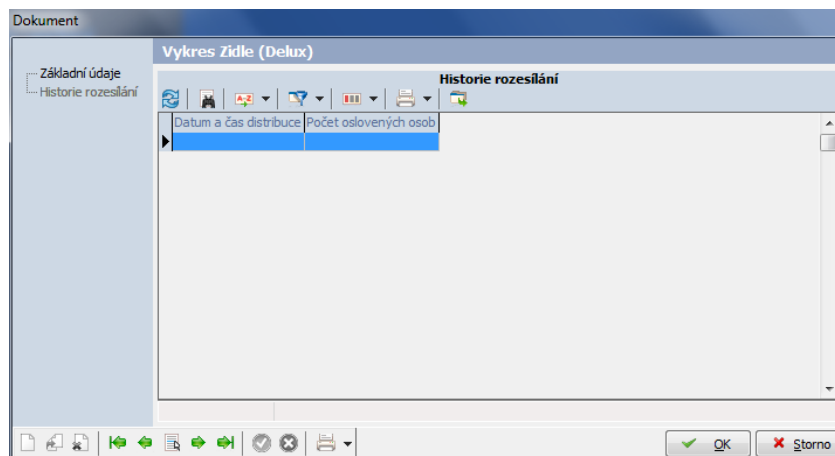 Dokument
Vykres Zidle (Delux)
Základní údaje
Historie rozesílání
Historie rozesílání
Datum a čas distribuce Počet oslovených osob
OK Storno